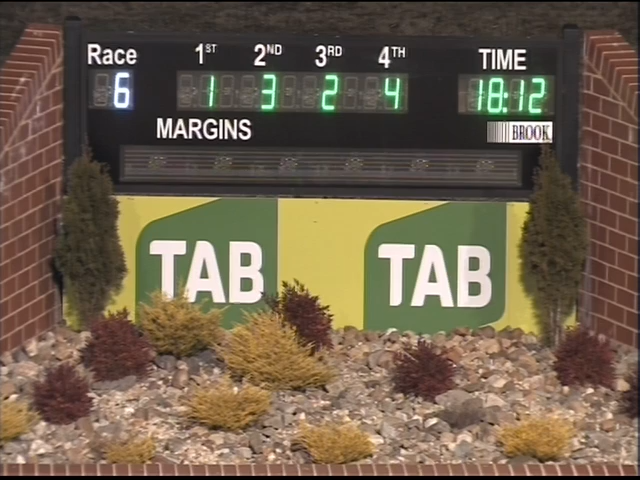 Race 1ST 2ND 3RD 4TH TIME
6 1 3 2 4 18:12
MARGINS BROOK
TAB TAB